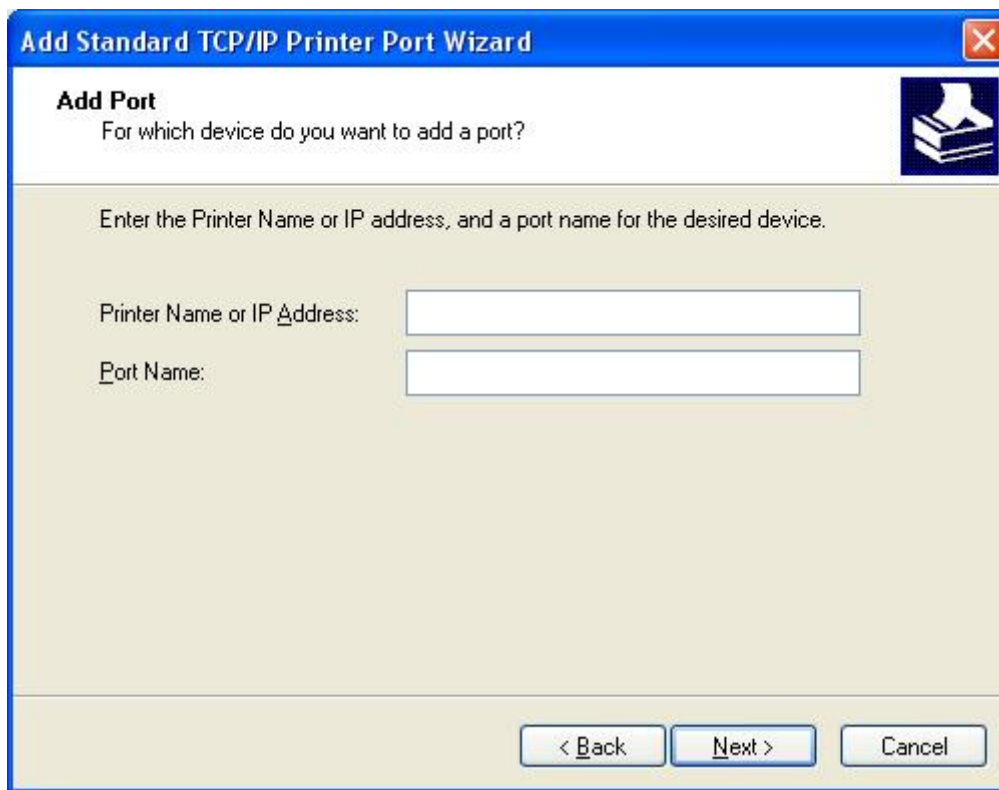 Add Standard TCP/IP Printer Port Wizard
Add Port
For which device do you want to add a port?
Enter the Printer Name or IP address, and a port name for the desired device.
Printer Name or IP Address:
Port Name:
< Back Next > Cancel